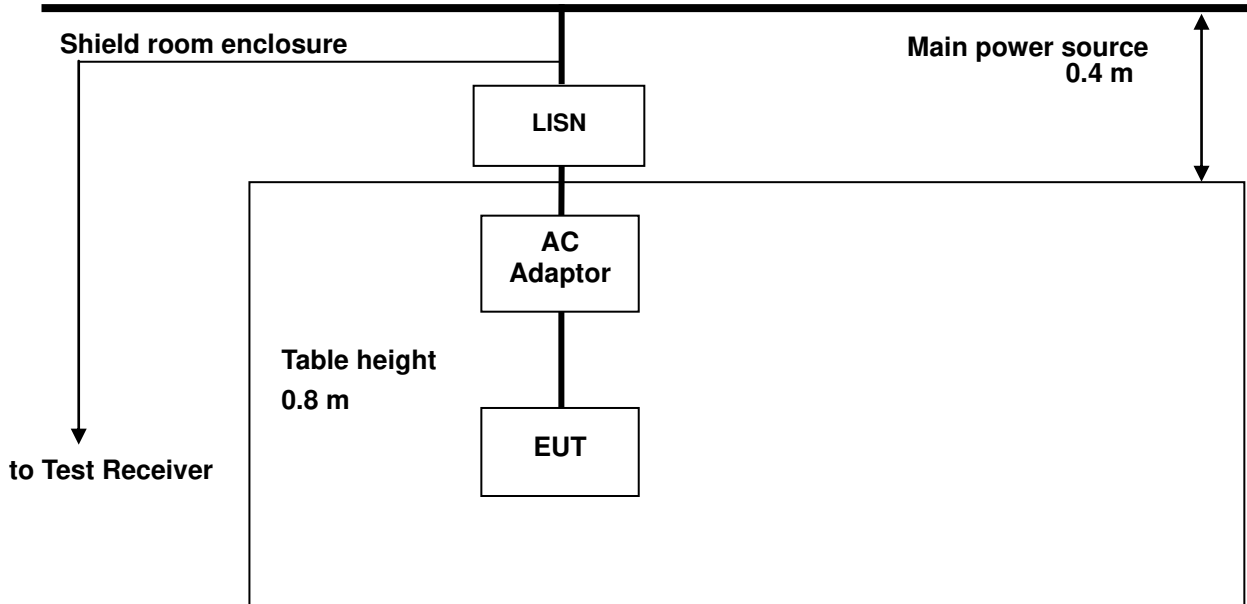 Shield room enclosure
Main power source
0.4 m
LISN
AC
Adaptor
Table height
0.8 m
EUT
to Test Receiver